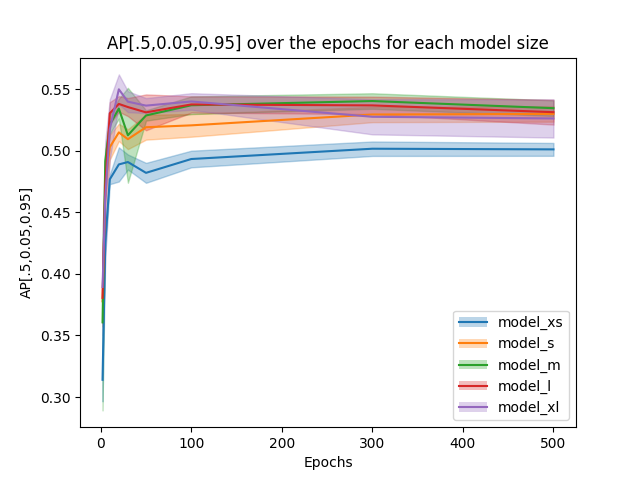 AP[.5,0.05,0.95] over the epochs for each model size
AP[.5,0.05,0.95]
0.55
0.50
0.45
0.40
0.35
0.30
0
100
200
300
400
500
Epochs
model_xs
model_s
model_m
model_l
model_xl